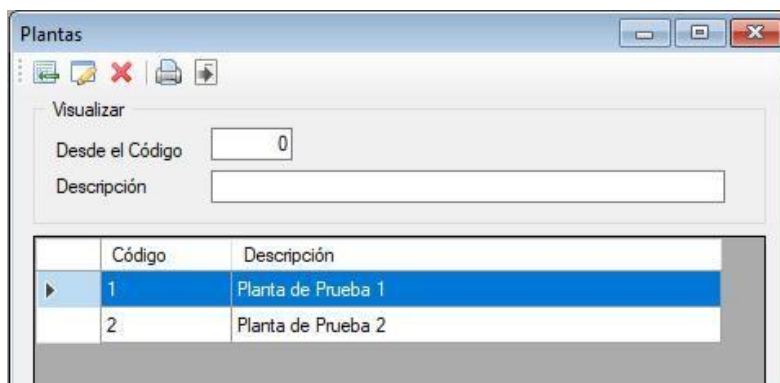 Plantas
Visualizar
Desde el Código 0
Descripción
Código Descripción
1 Planta de Prueba 1
2 Planta de Prueba 2